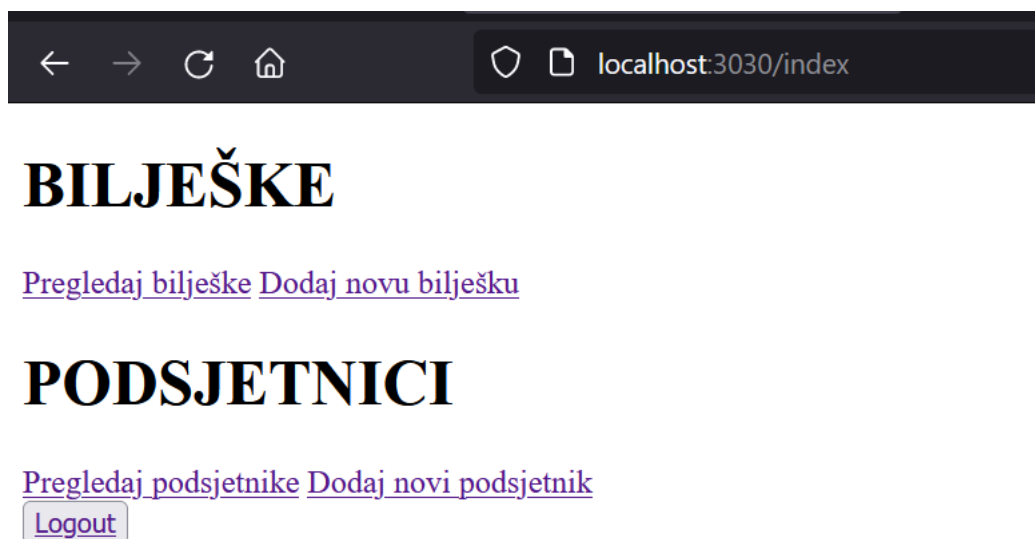 localhost:3030/index
BILJEŠKE
Pregledaj bilješke Dodaj novu bilješku
PODSJETNICI
Pregledaj podsjetnike Dodaj novi podsjetnik
Logout